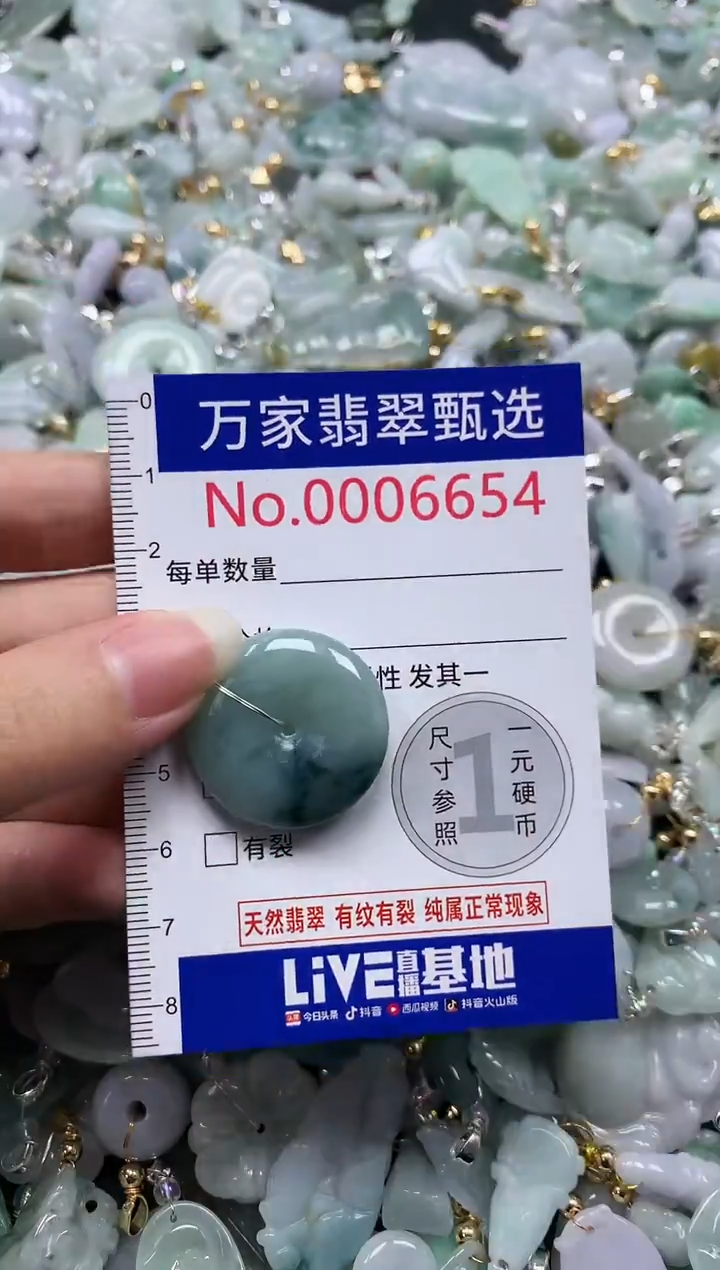 0
万家翡翠甄选
1
No.0006654
2
每单数量
性 发其一
尺寸参照
1
一元硬币
5
6
有裂
天然翡翠 有纹有裂 纯属正常现象
7
LiVE直播基地
8
头条 今日头条 抖音 西瓜视频 抖音火山版